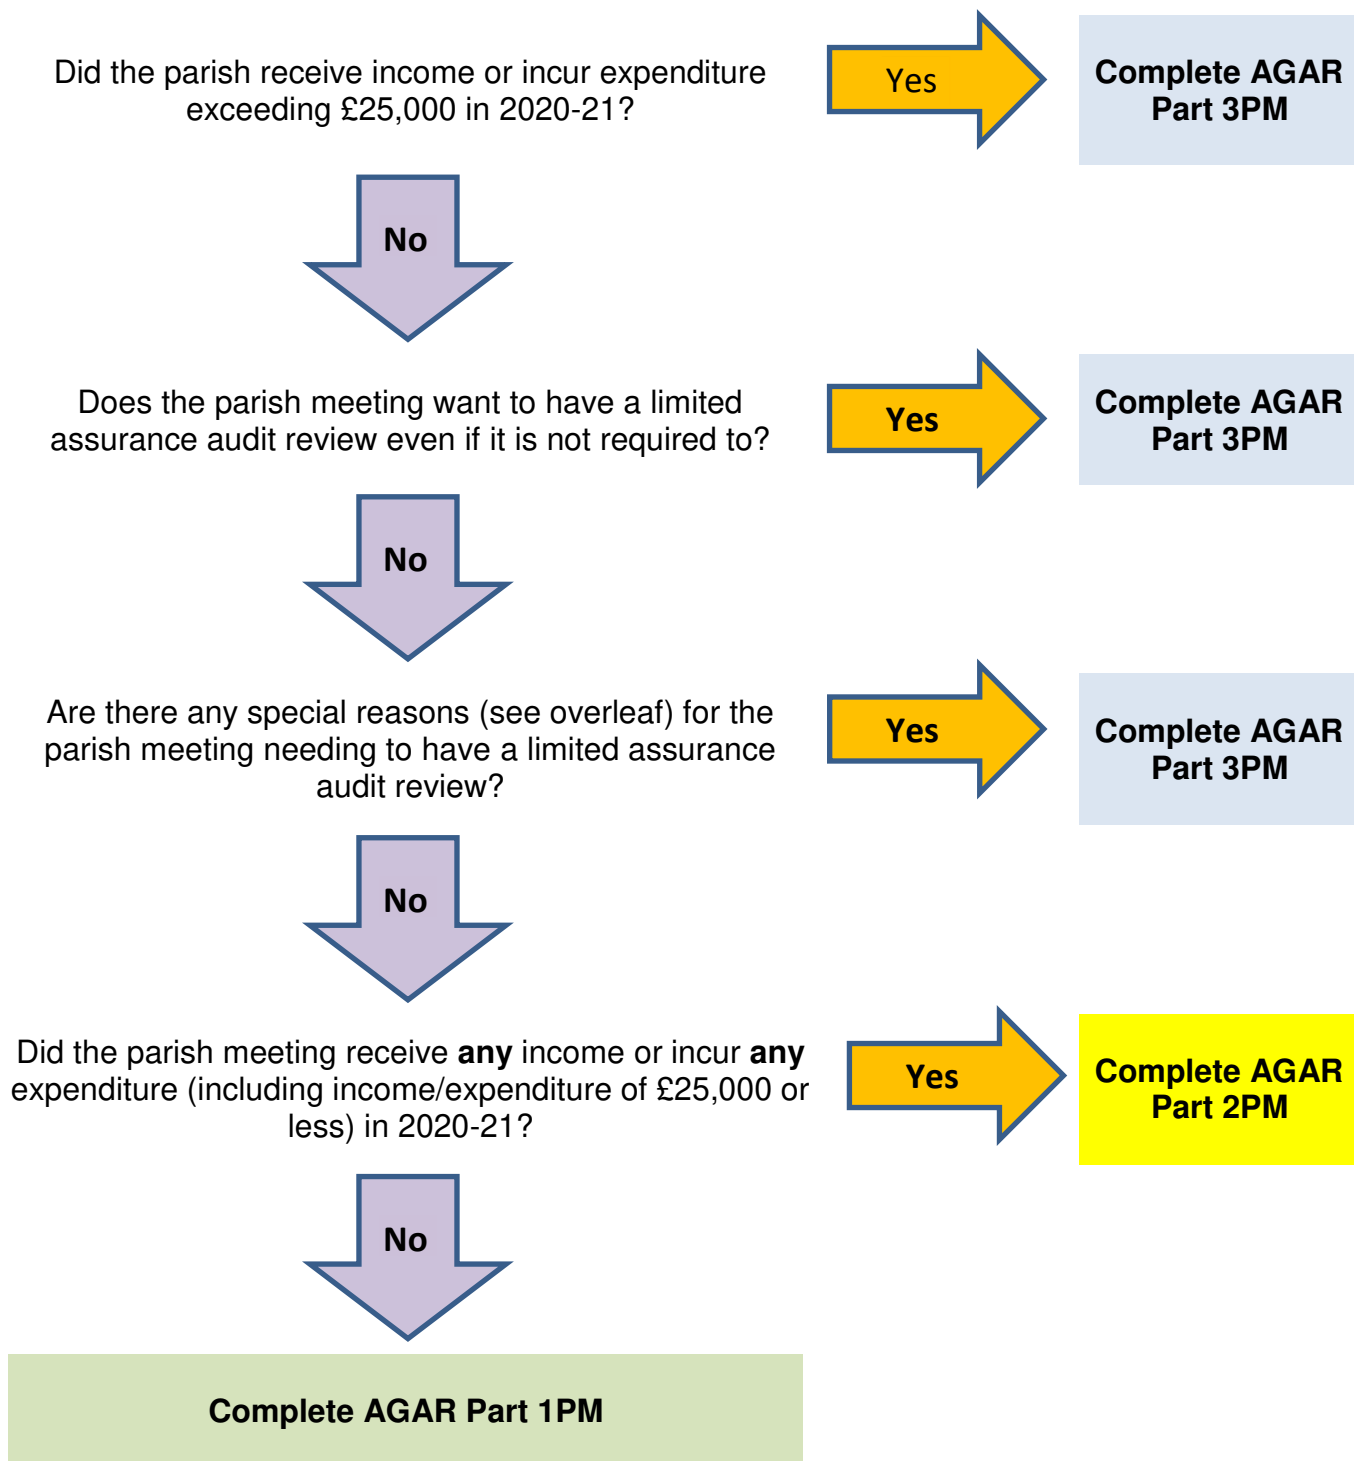 Did the parish receive income or incur expenditure
exceeding £25,000 in 2020-21?
Yes
Complete AGAR
Part 3PM
No
Does the parish meeting want to have a limited
assurance audit review even if it is not required to?
Yes
Complete AGAR
Part 3PM
No
Are there any special reasons (see overleaf) for the
parish meeting needing to have a limited assurance
audit review?
Yes
Complete AGAR
Part 3PM
No
Did the parish meeting receive any income or incur any
expenditure (including income/expenditure of £25,000 or
less) in 2020-21?
Yes
Complete AGAR
Part 2PM
No
Complete AGAR Part 1PM